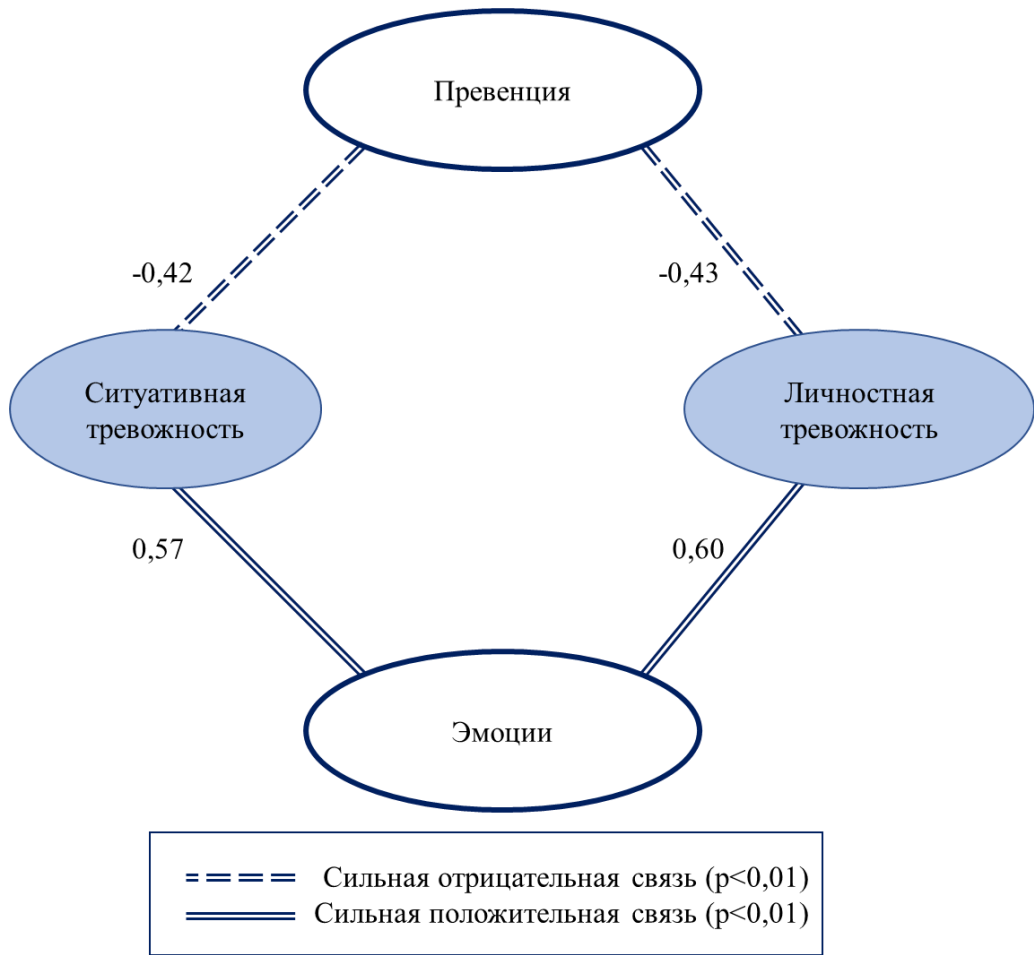 Превенция
-0,42
-0,43
Ситуативная
тревожность
Личностная
тревожность
0,57
0,60
Эмоции
Сильная отрицательная связь (p<0,01)
Сильная положительная связь (p<0,01)